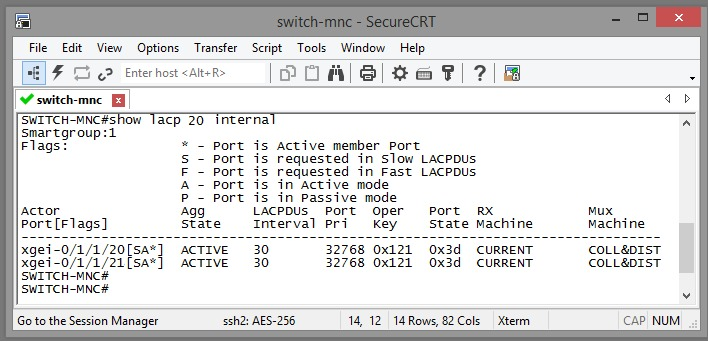 switch-mnc - SecureCRT
File Edit View Options Transfer Script Tools Window Help
Enter host <Alt+R>
switch-mnc
SWITCH-MNC#show lacp 20 internal
Smartgroup:1
Flags: * - Port is Active member Port
S - Port is requested in Slow LACPDUs
F - Port is requested in Fast LACPDUs
A - Port is in Active mode
P - Port is in Passive mode
Actor Agg LACPDUs Port Oper Port RX Mux
Port[Flags] State Interval Pri Key State Machine Machine
--------------------------------------------------------------------------------
xgei-0/1/1/20[SA*] ACTIVE 30 32768 0x121 0x3d CURRENT COLL&DIST
xgei-0/1/1/21[SA*] ACTIVE 30 32768 0x121 0x3d CURRENT COLL&DIST
SWITCH-MNC#
SWITCH-MNC#
Go to the Session Manager ssh2: AES-256 14, 12 14 Rows, 82 Cols Xterm CAP NUM